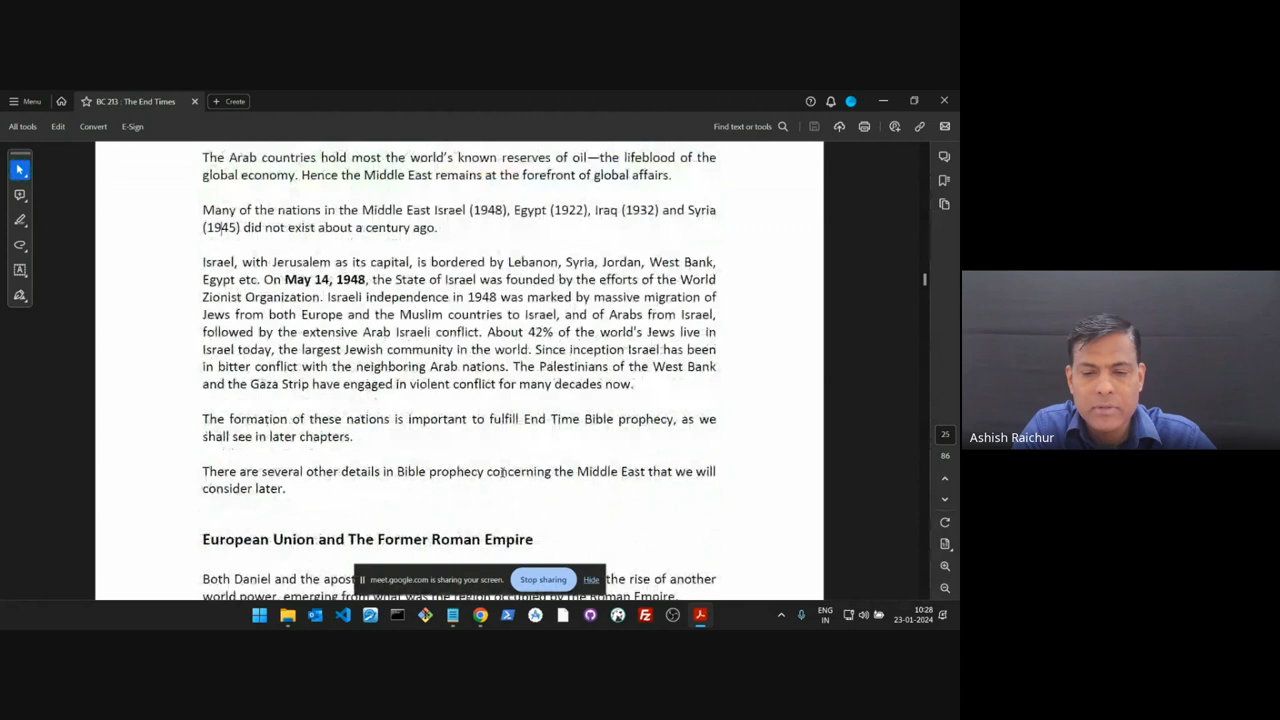 Menu
BC 213 : The End Times
Create
All tools Edit Convert E-Sign
Find text or tools
The Arab countries hold most the world's known reserves of oil—the lifeblood of the
global economy. Hence the Middle East remains at the forefront of global affairs.
Many of the nations in the Middle East Israel (1948), Egypt (1922), Iraq (1932) and Syria
(1945) did not exist about a century ago.
Israel, with Jerusalem as its capital, is bordered by Lebanon, Syria, Jordan, West Bank,
Egypt etc. On May 14, 1948, the State of Israel was founded by the efforts of the World
Zionist Organization. Israeli independence in 1948 was marked by massive migration of
Jews from both Europe and the Muslim countries to Israel, and of Arabs from Israel,
followed by the extensive Arab Israeli conflict. About 42% of the world's Jews live in
Israel today, the largest Jewish community in the world. Since inception Israel has been
in bitter conflict with the neighboring Arab nations. The Palestinians of the West Bank
and the Gaza Strip have engaged in violent conflict for many decades now.
The formation of these nations is important to fulfill End Time Bible prophecy, as we
shall see in later chapters.
There are several other details in Bible prophecy concerning the Middle East that we will
consider later.
European Union and The Former Roman Empire
Both Daniel and the apost the rise of another
world power, emerging from what was the region occupied by the Roman Empire.
meet.google.com is sharing your screen. Stop sharing Hide
25
86
ENG
IN
10:28
23-01-2024
Ashish Raichur